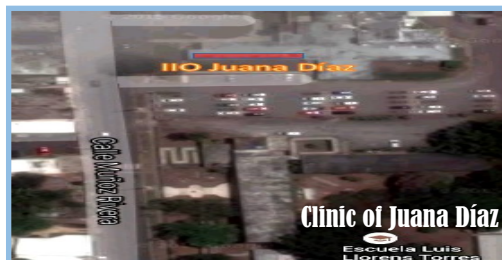 IIO Juana Díaz
Calle Muñoz Rivera
Clinic of Juana Díaz
Escuela Luis
Llorens Torres